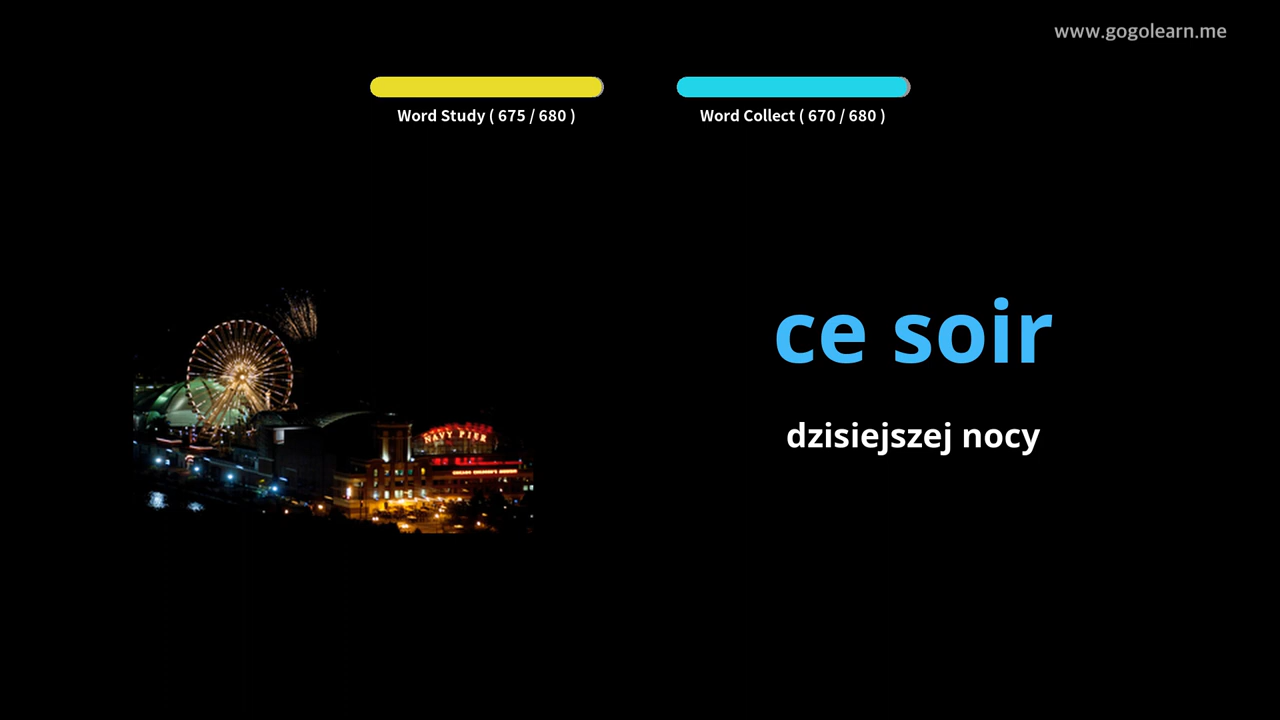 www.gogolearn.me
Word Study ( 675 / 680 )
Word Collect ( 670 / 680 )
ce soir
dzisiejszej nocy
NAVY PIER